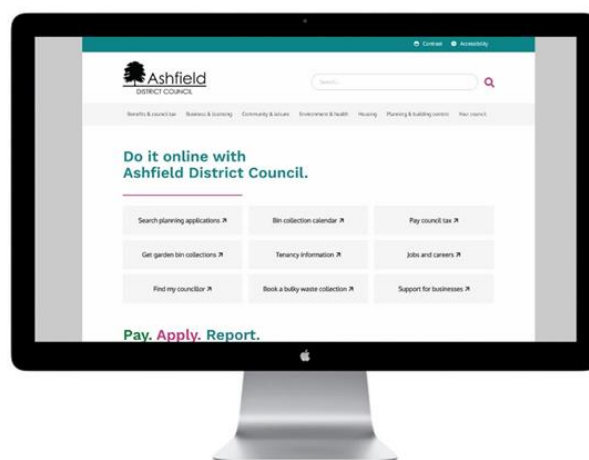 Contrast Accessibility
Ashfield
DISTRICT COUNCIL
Search...
Benefits & council tax Business & licensing Community & leisure Environment & health Housing Planning & building control Your council
Do it online with
Ashfield District Council.
Search planning applications ↗ Bin collection calendar ↗ Pay council tax ↗
Get garden bin collections ↗ Tenancy information ↗ Jobs and careers ↗
Find my councillor ↗ Book a bulky waste collection ↗ Support for businesses ↗
Pay. Apply. Report.